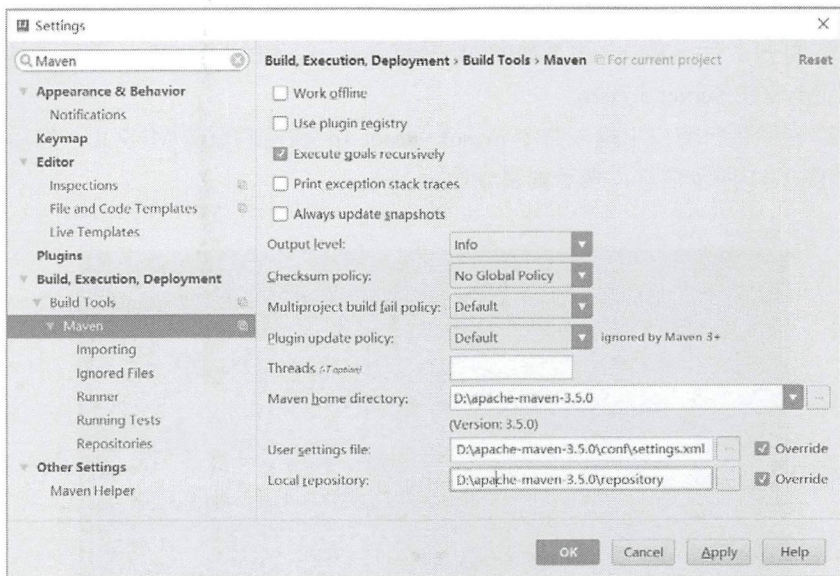 Settings
Maven
Appearance & Behavior
Notifications
Keymap
Editor
Inspections
File and Code Templates
Live Templates
Plugins
Build, Execution, Deployment
Build Tools
Maven
Importing
Ignored Files
Runner
Running Tests
Repositories
Other Settings
Maven Helper
Build, Execution, Deployment › Build Tools › Maven For current project Reset
Work offline
Use plugin registry
Execute goals recursively
Print exception stack traces
Always update snapshots
Output level: Info
Checksum policy: No Global Policy
Multiproject build fail policy: Default
Plugin update policy: Default ignored by Maven 3+
Threads (-T option)
Maven home directory: D:\apache-maven-3.5.0
(Version: 3.5.0)
User settings file: D:\apache-maven-3.5.0\conf\settings.xml Override
Local repository: D:\apache-maven-3.5.0\repository Override
OK Cancel Apply Help